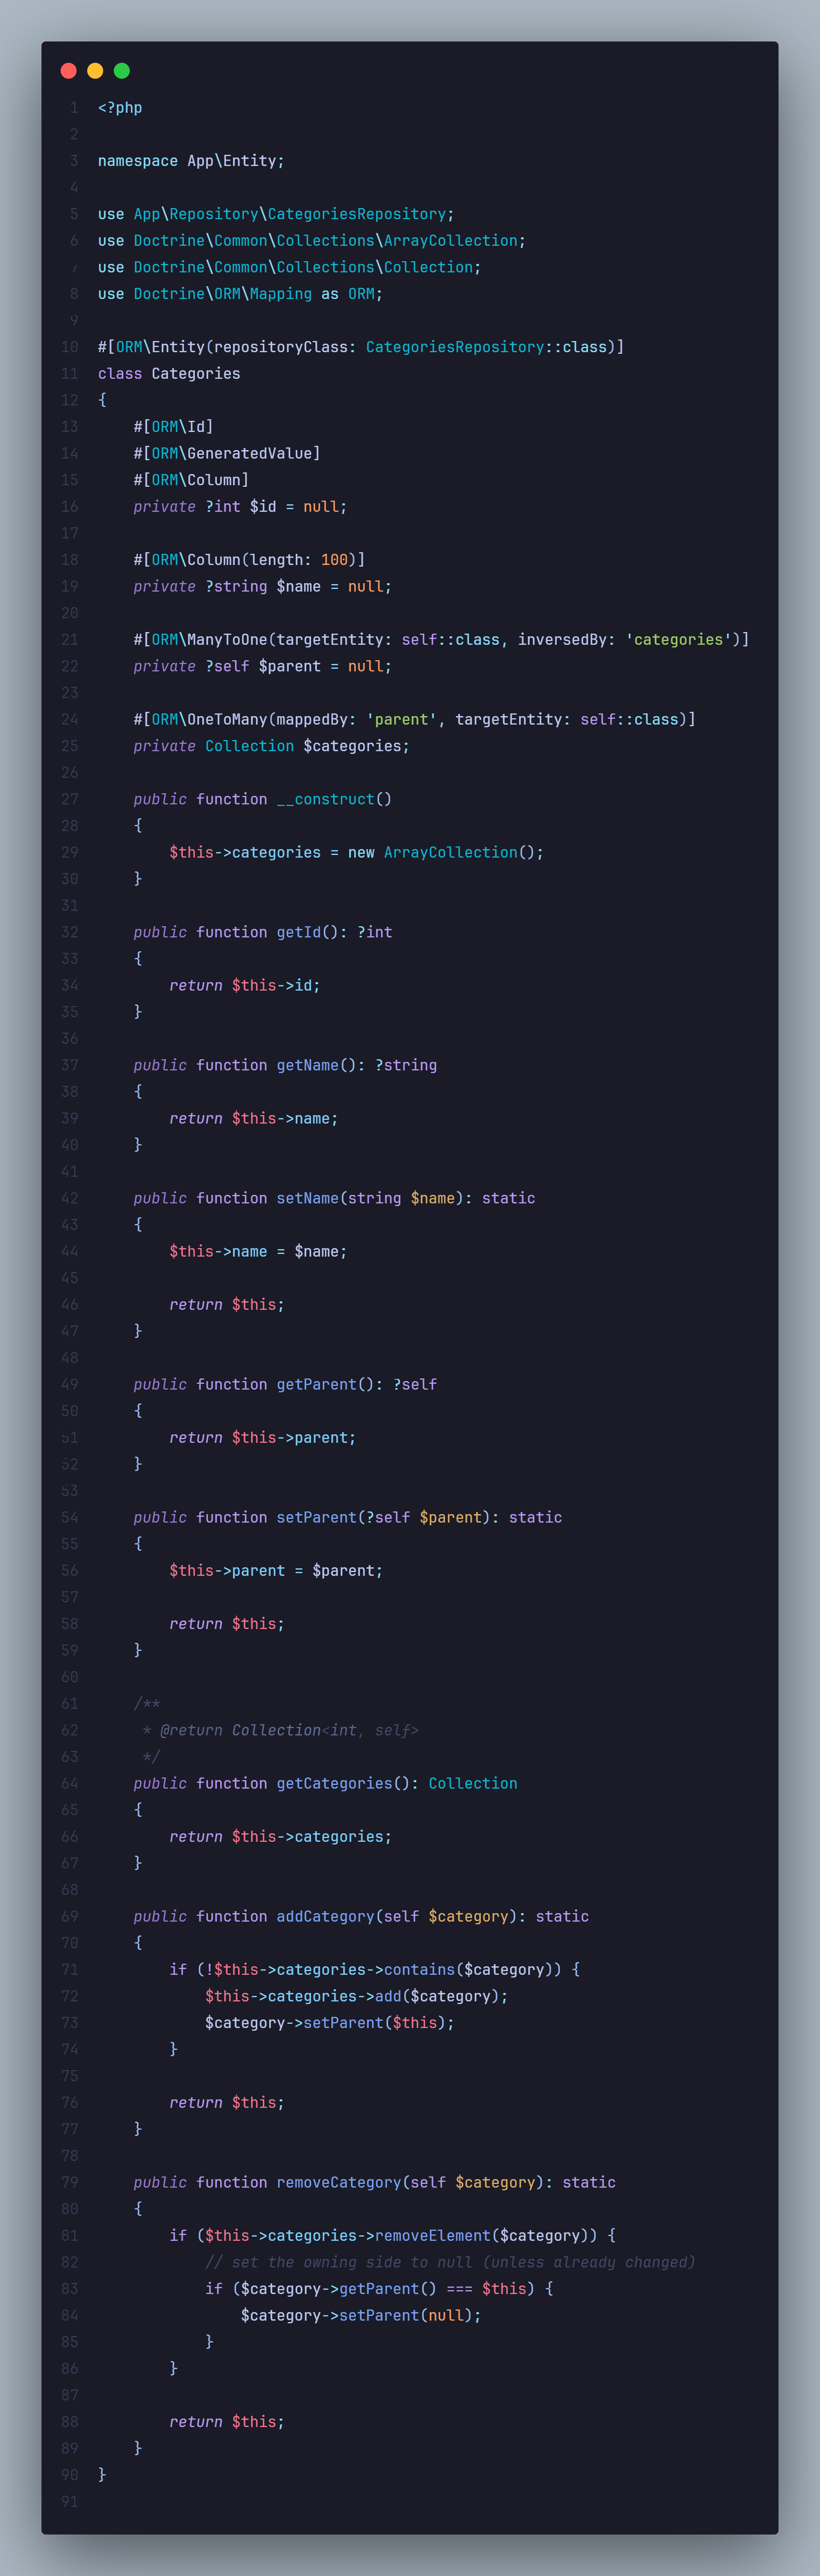 1 <?php
2
3 namespace App\Entity;
4
5 use App\Repository\CategoriesRepository;
6 use Doctrine\Common\Collections\ArrayCollection;
7 use Doctrine\Common\Collections\Collection;
8 use Doctrine\ORM\Mapping as ORM;
9
10 #[ORM\Entity(repositoryClass: CategoriesRepository::class)]
11 class Categories
12 {
13     #[ORM\Id]
14     #[ORM\GeneratedValue]
15     #[ORM\Column]
16     private ?int $id = null;
17
18     #[ORM\Column(length: 100)]
19     private ?string $name = null;
20
21     #[ORM\ManyToOne(targetEntity: self::class, inversedBy: 'categories')]
22     private ?self $parent = null;
23
24     #[ORM\OneToMany(mappedBy: 'parent', targetEntity: self::class)]
25     private Collection $categories;
26
27     public function __construct()
28     {
29         $this->categories = new ArrayCollection();
30     }
31
32     public function getId(): ?int
33     {
34         return $this->id;
35     }
36
37     public function getName(): ?string
38     {
39         return $this->name;
40     }
41
42     public function setName(string $name): static
43     {
44         $this->name = $name;
45
46         return $this;
47     }
48
49     public function getParent(): ?self
50     {
51         return $this->parent;
52     }
53
54     public function setParent(?self $parent): static
55     {
56         $this->parent = $parent;
57
58         return $this;
59     }
60
61     /**
62      * @return Collection<int, self>
63      */
64     public function getCategories(): Collection
65     {
66         return $this->categories;
67     }
68
69     public function addCategory(self $category): static
70     {
71         if (!$this->categories->contains($category)) {
72             $this->categories->add($category);
73             $category->setParent($this);
74         }
75
76         return $this;
77     }
78
79     public function removeCategory(self $category): static
80     {
81         if ($this->categories->removeElement($category)) {
82             // set the owning side to null (unless already changed)
83             if ($category->getParent() === $this) {
84                 $category->setParent(null);
85             }
86         }
87
88         return $this;
89     }
90 }
91